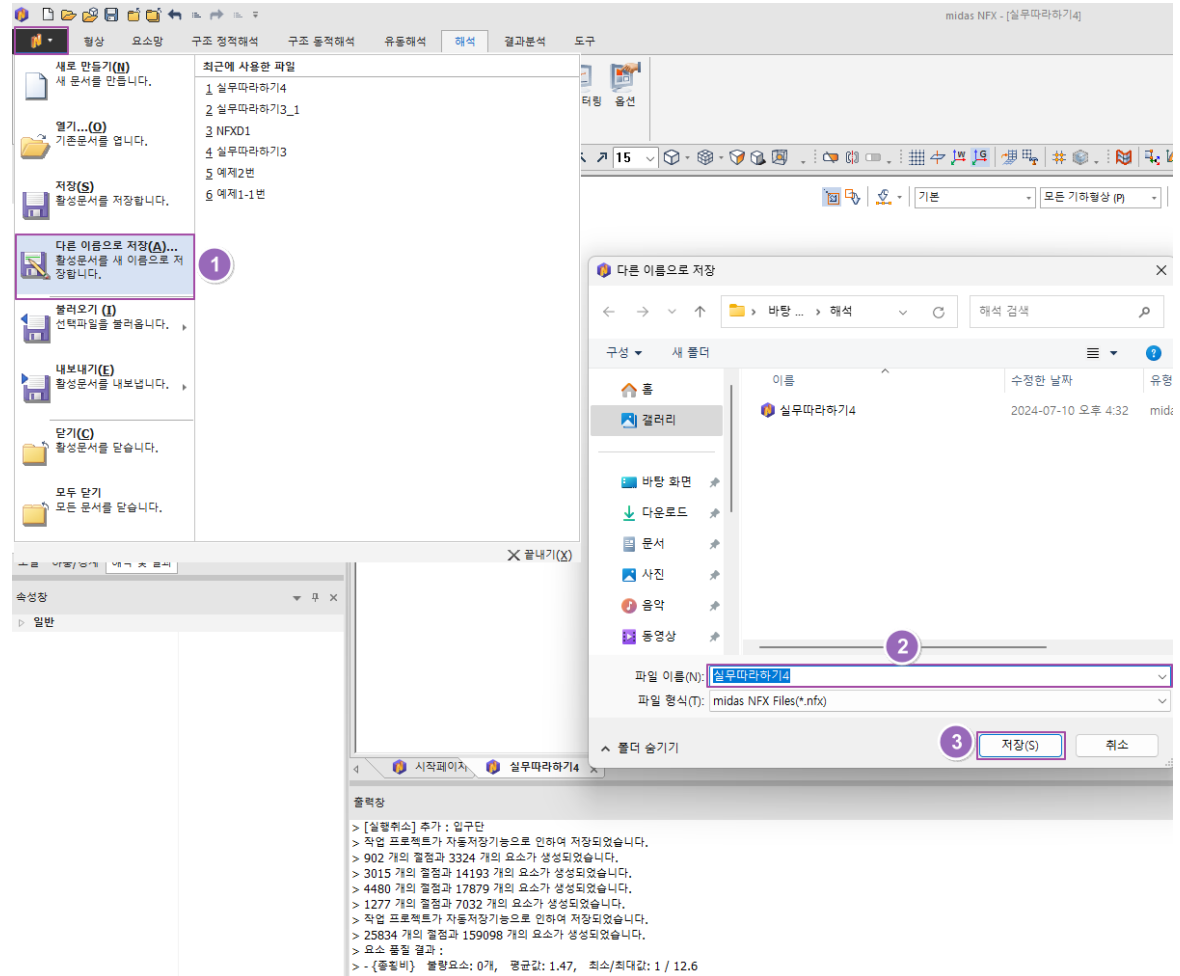 midas NFX - [실무따라하기4]
형상 요소망 구조 정적해석 구조 동적해석 유동해석 해석 결과분석 도구
새로 만들기(N)
새 문서를 만듭니다.
열기...(O)
기존문서를 엽니다.
저장(S)
활성문서를 저장합니다.
다른 이름으로 저장(A)...
활성문서를 새 이름으로 저
장합니다.
1
불러오기 (I)
선택파일을 불러옵니다.
내보내기(E)
활성문서를 내보냅니다.
닫기(C)
활성문서를 닫습니다.
모두 닫기
모든 문서를 닫습니다.
최근에 사용한 파일
1 실무따라하기4
2 실무따라하기3_1
3 NFXD1
4 실무따라하기3
5 예제2번
6 예제1-1번
끝내기(X)
터링 옵션
15
기본 모든 기하형상 (P)
다른 이름으로 저장
바탕 ... › 해석
해석 검색
구성 새 폴더
홈
갤러리
바탕 화면
다운로드
문서
사진
음악
동영상
이름 수정한 날짜 유형
실무따라하기4 2024-07-10 오후 4:32 mida
2
파일 이름(N): 실무따라하기4
파일 형식(T): midas NFX Files(*.nfx)
폴더 숨기기
3
저장(S) 취소
속성창
일반
시작페이지 실무따라하기4
출력창
> [실행취소] 추가 : 입구단
> 작업 프로젝트가 자동저장기능으로 인하여 저장되었습니다.
> 902 개의 절점과 3324 개의 요소가 생성되었습니다.
> 3015 개의 절점과 14193 개의 요소가 생성되었습니다.
> 4480 개의 절점과 17879 개의 요소가 생성되었습니다.
> 1277 개의 절점과 7032 개의 요소가 생성되었습니다.
> 작업 프로젝트가 자동저장기능으로 인하여 저장되었습니다.
> 25834 개의 절점과 159098 개의 요소가 생성되었습니다.
> 요소 품질 결과 :
> - {종횡비} 불량요소: 0개, 평균값: 1.47, 최소/최대값: 1 / 12.6